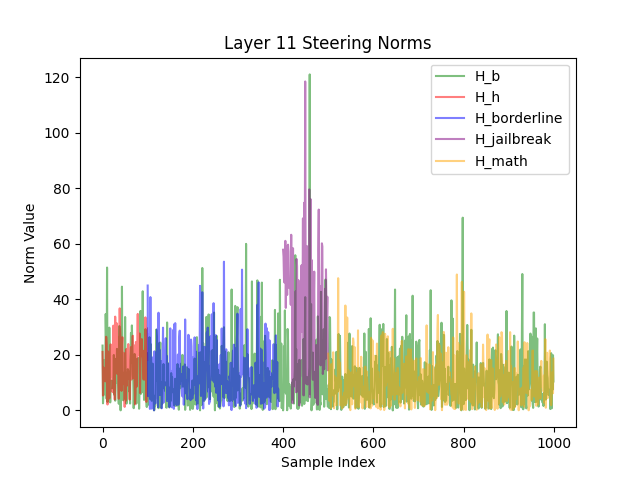 Layer 11 Steering Norms
120
100
80
60
40
20
0
Norm Value
0
200
400
600
800
1000
Sample Index
H_b
H_h
H_borderline
H_jailbreak
H_math